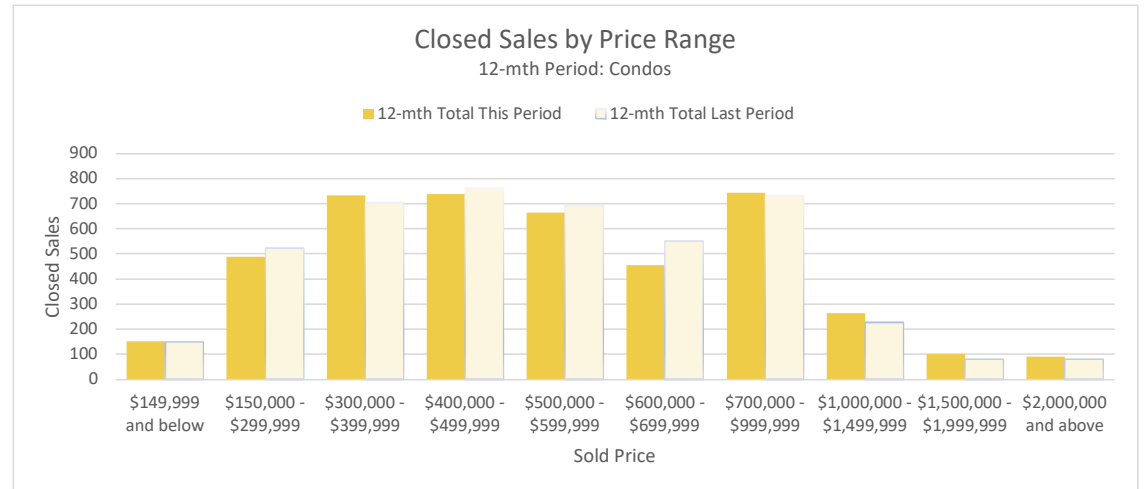 Closed Sales by Price Range
12-mth Period: Condos
12-mth Total This Period 12-mth Total Last Period
900
800
700
600
500
400
300
200
100
0
Closed Sales
$149,999 and below
$150,000 - $299,999
$300,000 - $399,999
$400,000 - $499,999
$500,000 - $599,999
$600,000 - $699,999
$700,000 - $999,999
$1,000,000 - $1,499,999
$1,500,000 - $1,999,999
$2,000,000 and above
Sold Price